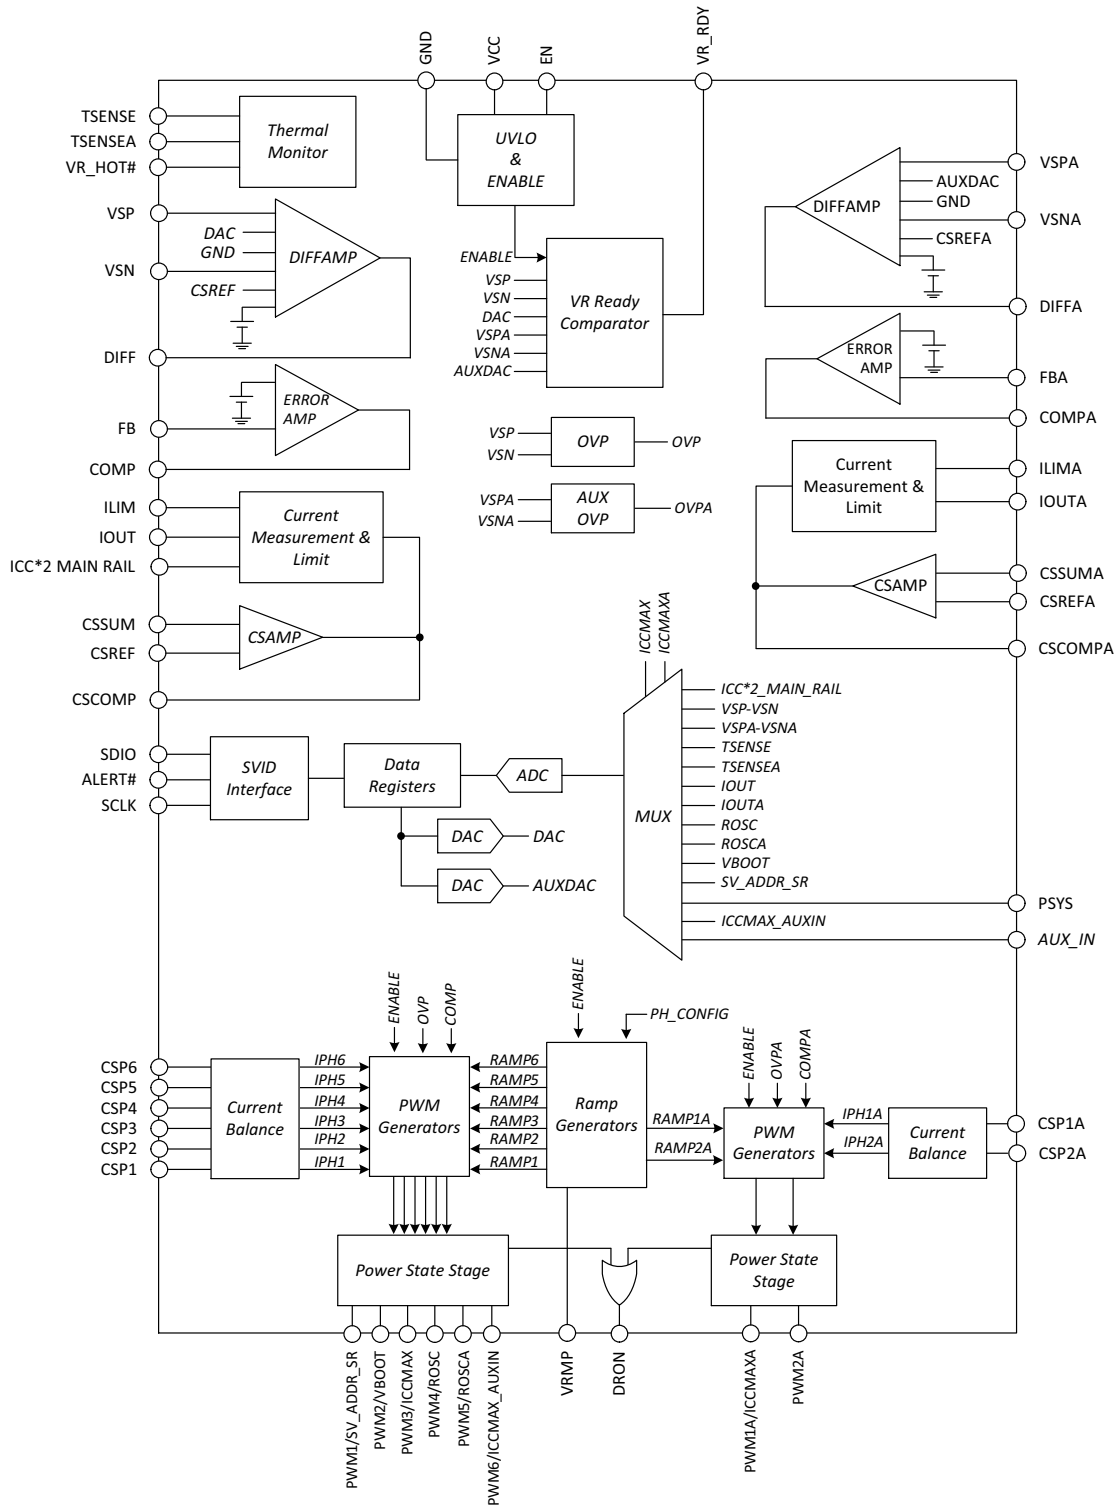 GND
VCC
EN
VR_RDY
TSENSE
TSENSEA
VR_HOT#
Thermal
Monitor
UVLO
&
ENABLE
VSP
DAC
GND
VSN
CSREF
DIFFAMP
DIFF
ENABLE
VSP
VSN
DAC
VSPA
VSNA
AUXDAC
VR Ready
Comparator
DIFFAMP
VSPA
AUXDAC
GND
VSNA
CSREFA
DIFFA
ERROR
AMP
FB
COMP
ERROR
AMP
FBA
COMPA
VSP
VSN
OVP
OVP
VSPA
VSNA
AUX
OVP
OVPA
ILIM
IOUT
ICC*2 MAIN RAIL
Current
Measurement &
Limit
Current
Measurement &
Limit
ILIMA
IOUTA
CSSUM
CSREF
CSAMP
CSCOMP
CSAMP
CSSUMA
CSREFA
CSCOMPA
ICCMAX
ICCMAXA
SDIO
ALERT#
SCLK
SVID
Interface
Data
Registers
ADC
DAC
DAC
DAC
AUXDAC
MUX
ICC*2_MAIN_RAIL
VSP-VSN
VSPA-VSNA
TSENSE
TSENSEA
IOUT
IOUTA
ROSC
ROSCA
VBOOT
SV_ADDR_SR
PSYS
ICCMAX_AUXIN
AUX_IN
ENABLE
OVP
COMP
ENABLE
PH_CONFIG
ENABLE
OVPA
COMPA
CSP6
CSP5
CSP4
CSP3
CSP2
CSP1
Current
Balance
IPH6
IPH5
IPH4
IPH3
IPH2
IPH1
PWM
Generators
RAMP6
RAMP5
RAMP4
RAMP3
RAMP2
RAMP1
Ramp
Generators
RAMP1A
RAMP2A
PWM
Generators
IPH1A
IPH2A
Current
Balance
CSP1A
CSP2A
Power State Stage
Power State
Stage
PWM1/SV_ADDR_SR
PWM2/VBOOT
PWM3/ICCMAX
PWM4/ROSC
PWM5/ROSCA
PWM6/ICCMAX_AUXIN
VRMP
DRON
PWM1A/ICCMAXA
PWM2A